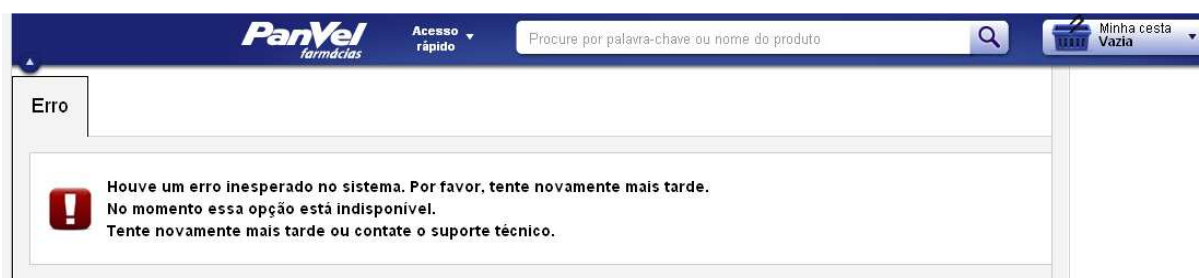 PanVel
farmácias
Acesso
rápido
Procure por palavra-chave ou nome do produto
Minha cesta
Vazia
Erro
Houve um erro inesperado no sistema. Por favor, tente novamente mais tarde.
No momento essa opção está indisponível.
Tente novamente mais tarde ou contate o suporte técnico.